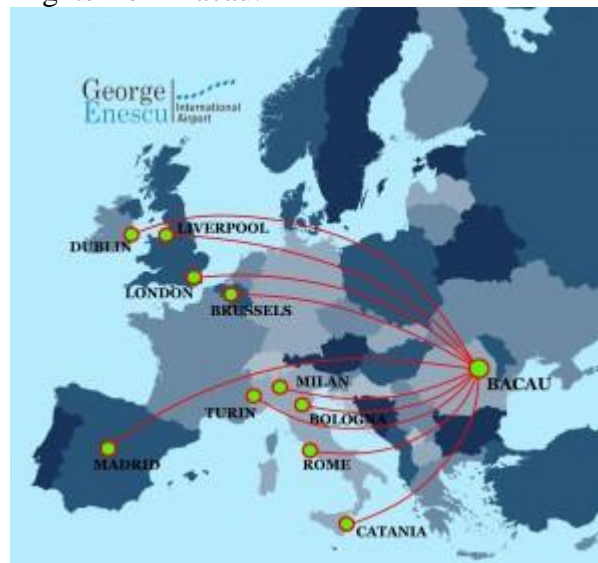 George
Enescu
International
Airport
LIVERPOOL
DUBLIN
LONDON
BRUSSELS
BACAU
MILAN
TURIN
BOLOGNA
MADRID
ROME
CATANIA